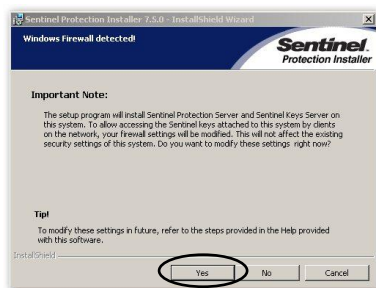 Sentinel Protection Installer 7.5.0 - InstallShield Wizard
Windows Firewall detected!
Sentinel.
Protection Installer
Important Note:
The setup program will install Sentinel Protection Server and Sentinel Keys Server on
this system. To allow accessing the Sentinel keys attached to this system by clients
on the network, your firewall settings will be modified. This will not affect the existing
security settings of this system. Do you want to modify these settings right now?
Tip!
To modify these settings in future, refer to the steps provided in the Help provided
with this software.
InstallShield
Yes
No
Cancel